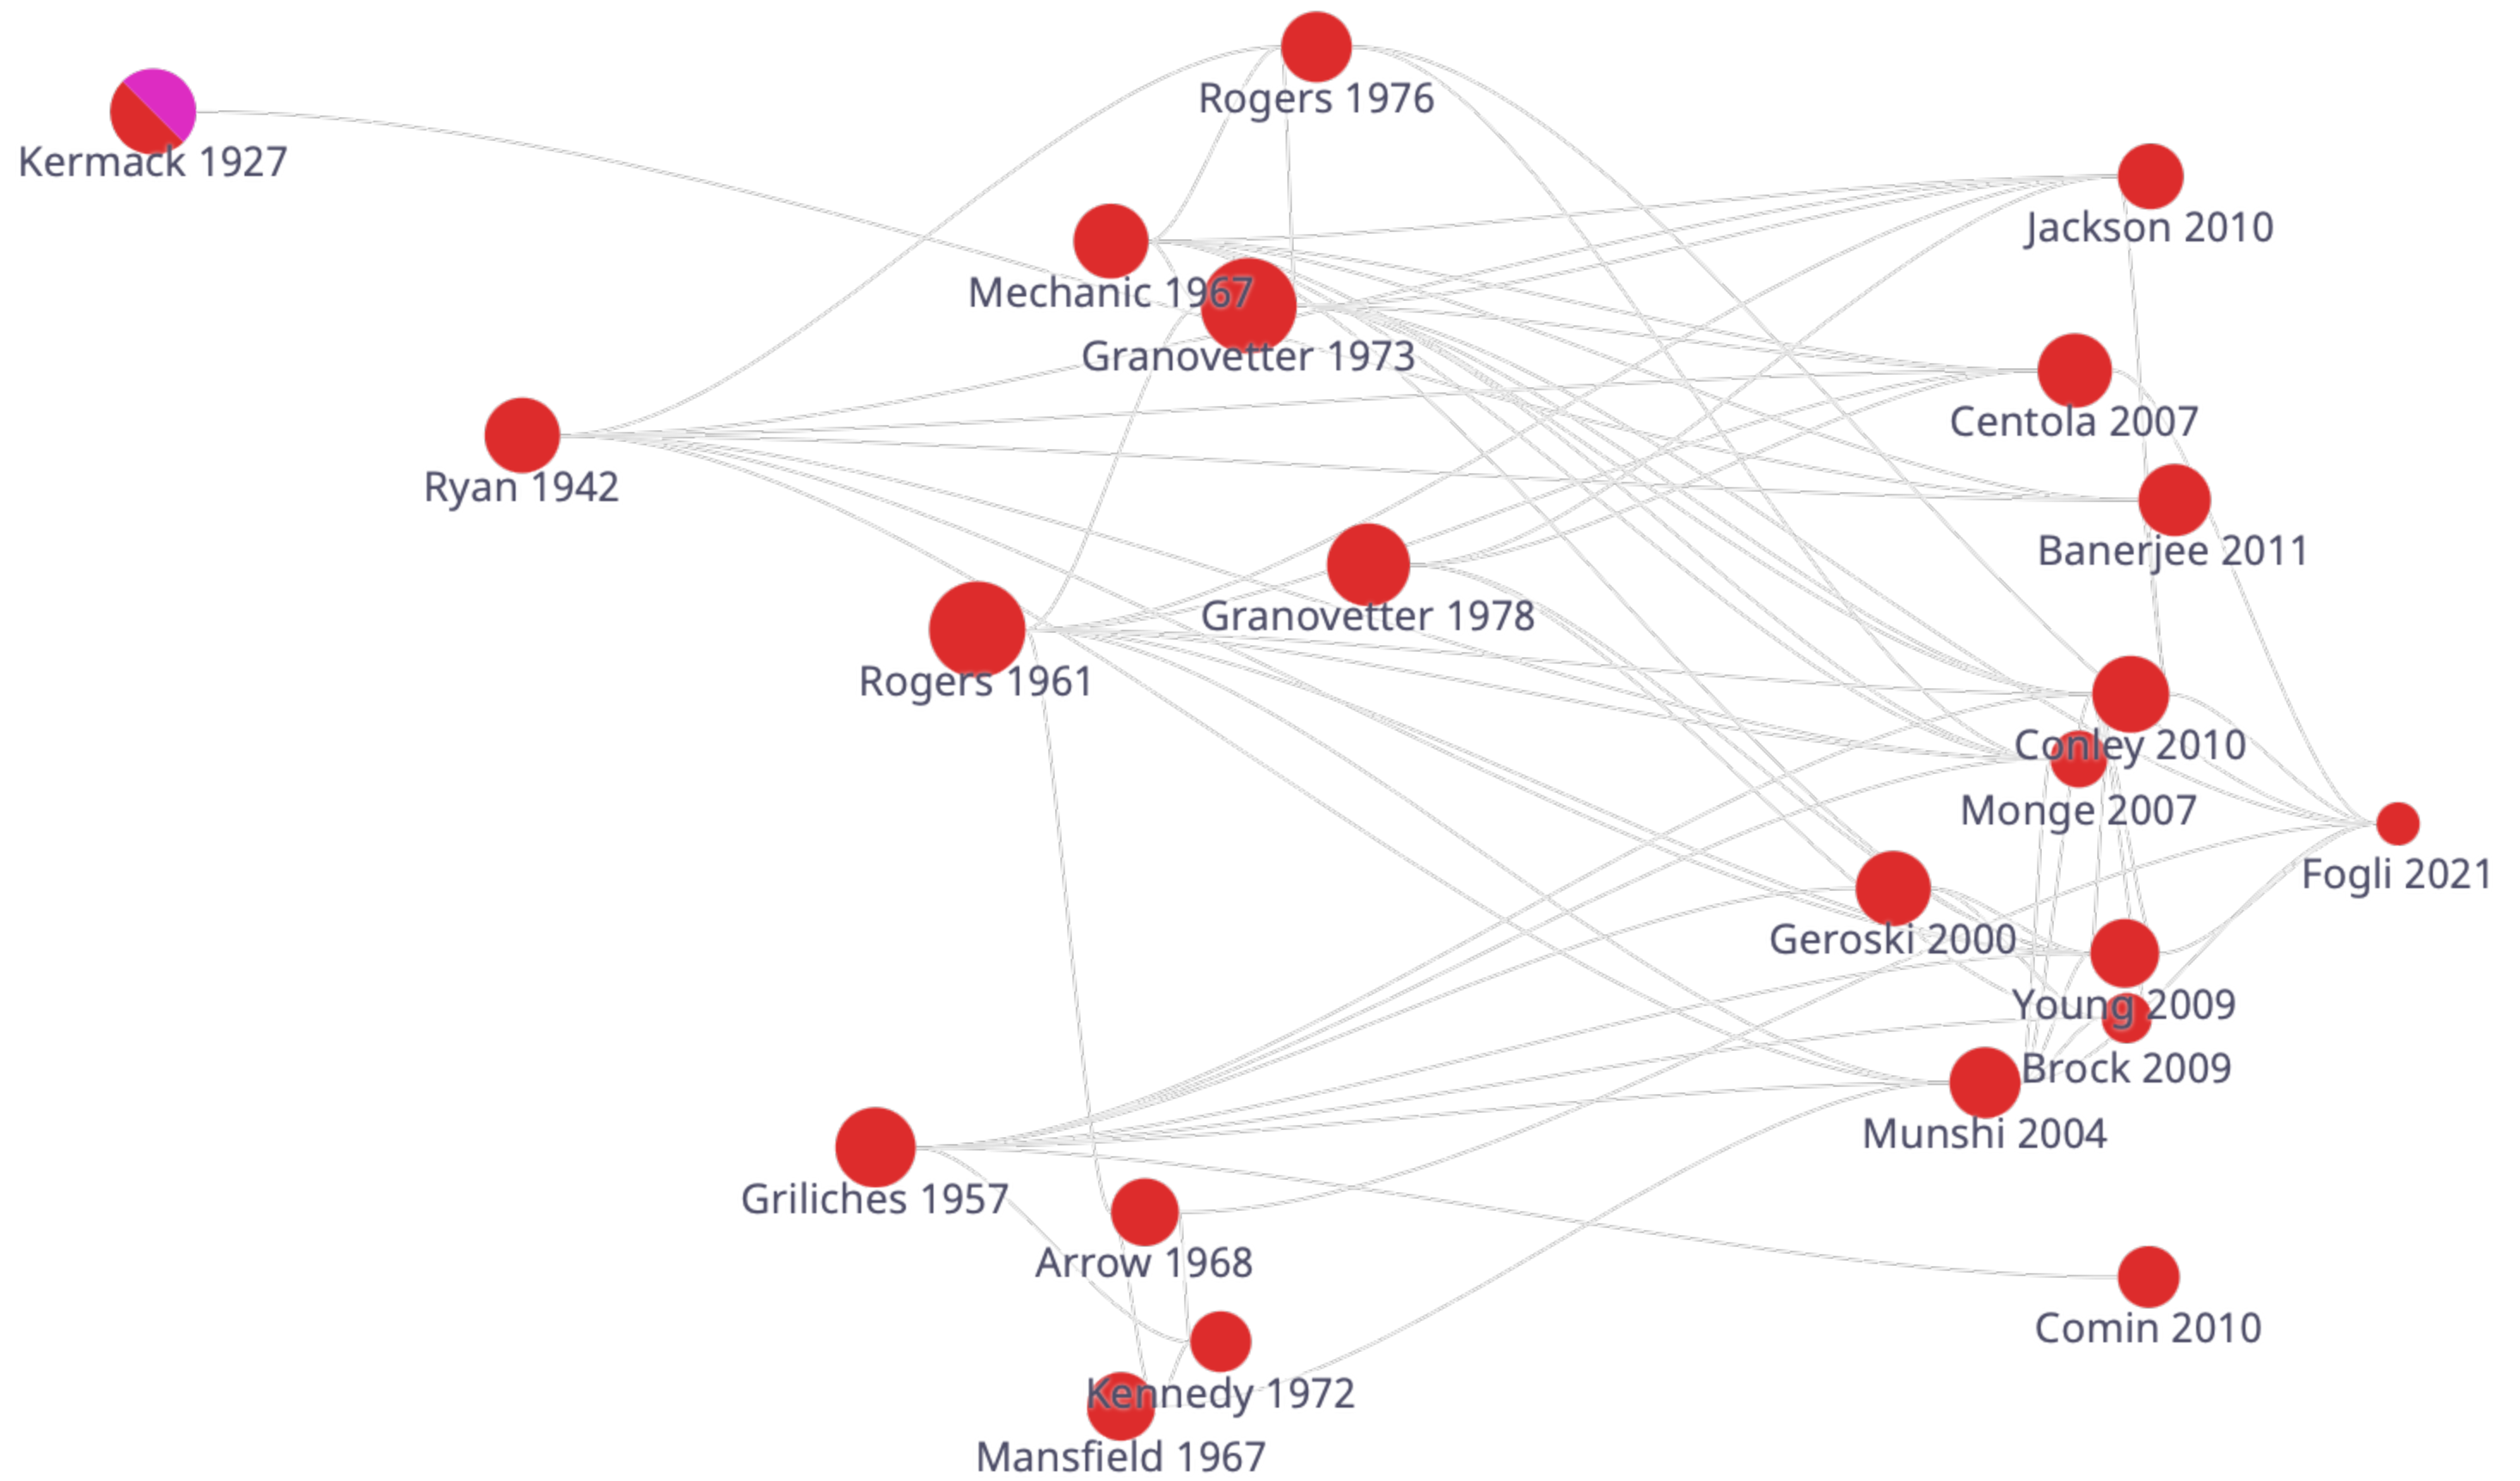 Rogers 1976
Kermack 1927
Jackson 2010
Mechanic 1967
Granovetter 1973
Centola 2007
Ryan 1942
Banerjee 2011
Granovetter 1978
Rogers 1961
Conley 2010
Monge 2007
Fogli 2021
Geroski 2000
Young 2009
Brock 2009
Munshi 2004
Griliches 1957
Arrow 1968
Comin 2010
Kennedy 1972
Mansfield 1967